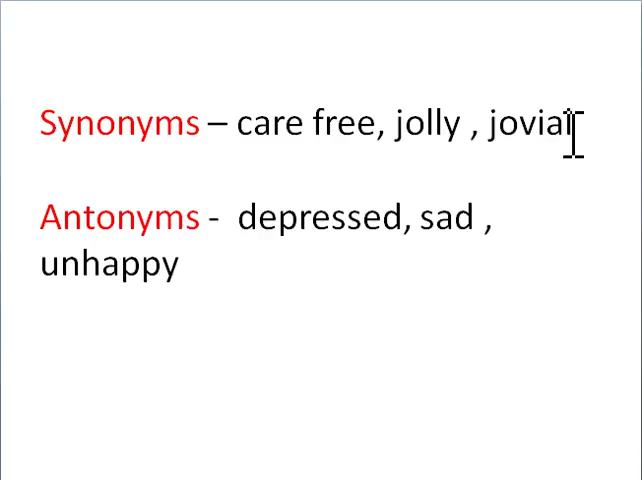 Synonyms – care free, jolly , jovial
Antonyms -  depressed, sad ,
unhappy